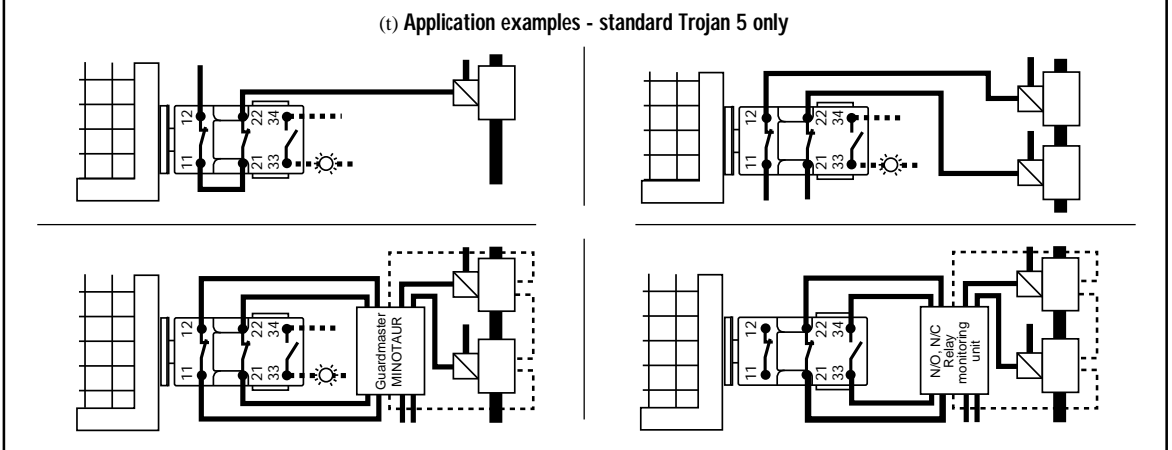 (t) Application examples - standard Trojan 5 only
12 22 34
11 21 33
12 22 34
11 21 33
12 22 34
11 21 33
Guardmaster
MINOTAUR
12 22 34
11 21 33
N/O, N/C
Relay
monitoring
unit